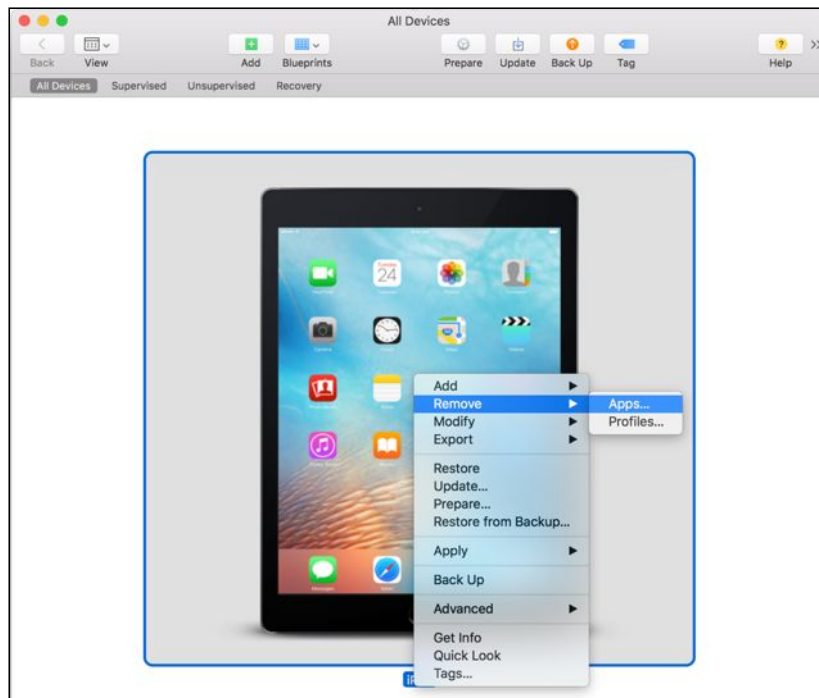 All Devices
Back View Add Blueprints Prepare Update Back Up Tag Help
All Devices Supervised Unsupervised Recovery
Tuesday
24
Add
Remove Apps...
Modify Profiles...
Export
Restore
Update...
Prepare...
Restore from Backup...
Apply
Back Up
Advanced
Get Info
Quick Look
Tags...